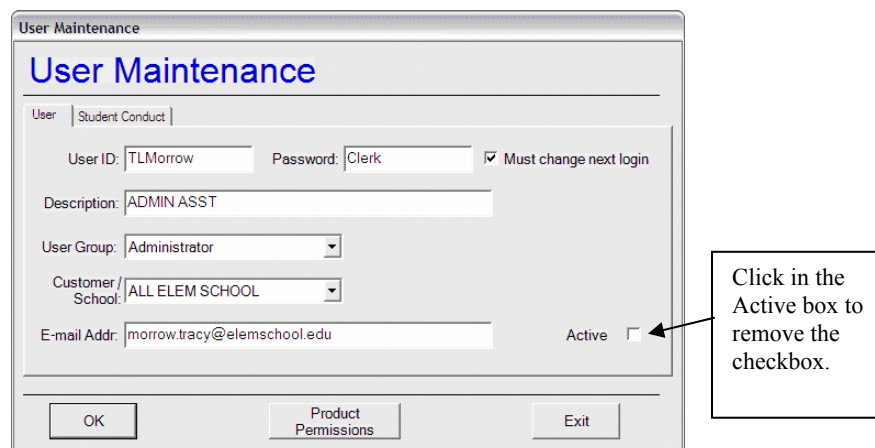 User Maintenance
User Maintenance
User Student Conduct
User ID: TLMorrow Password: Clerk Must change next login
Description: ADMIN ASST
User Group: Administrator
Customer /
School: ALL ELEM SCHOOL
E-mail Addr: morrow.tracy@elemschool.edu Active
OK Product Permissions Exit
Click in the
Active box to
remove the
checkbox.